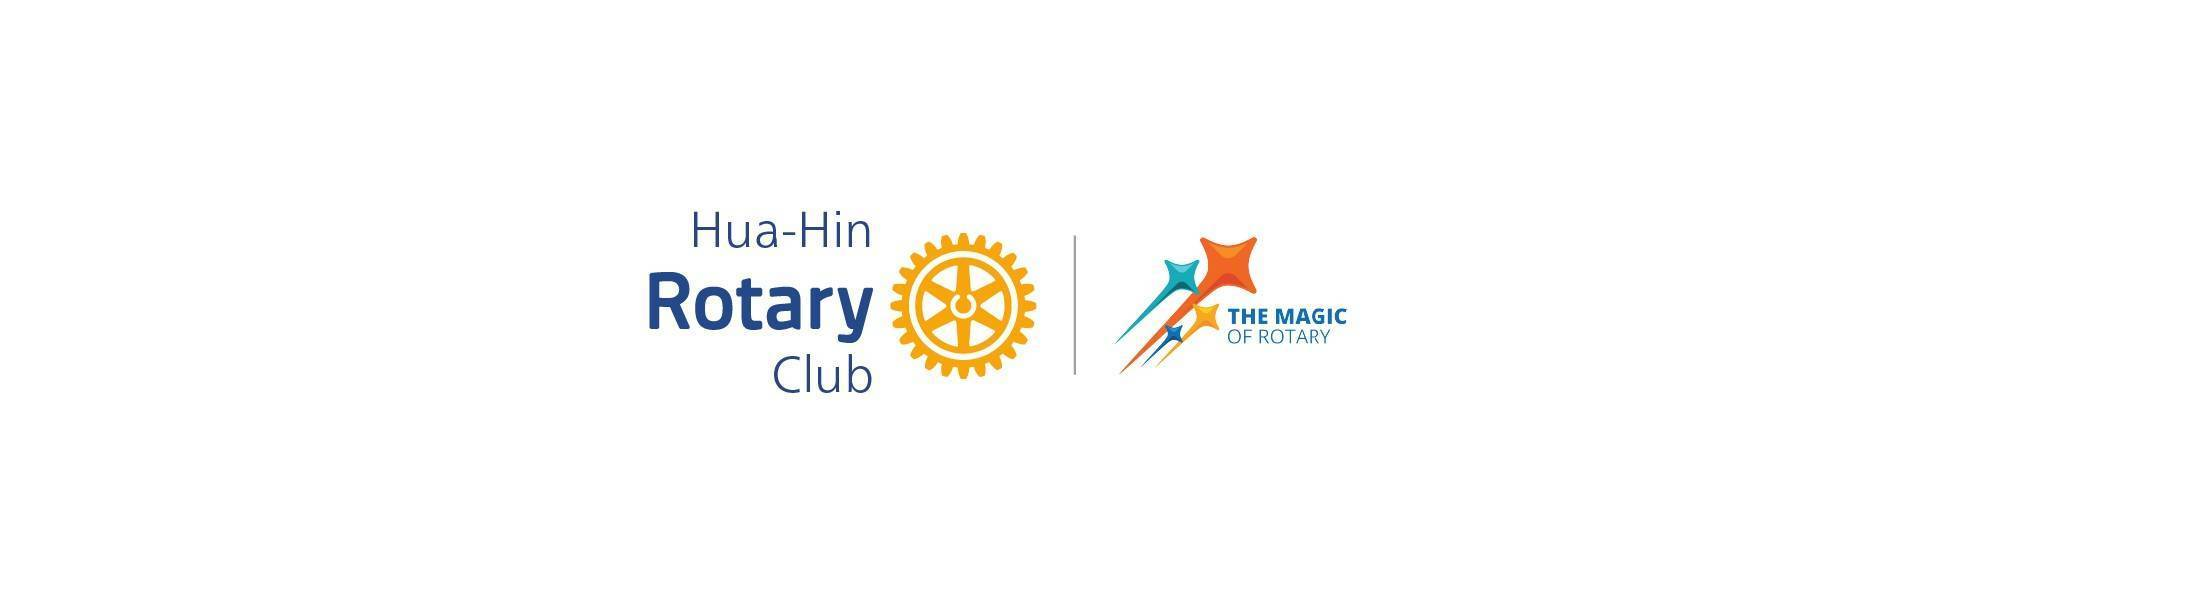 Hua-Hin
Rotary
Club
THE MAGIC
OF ROTARY